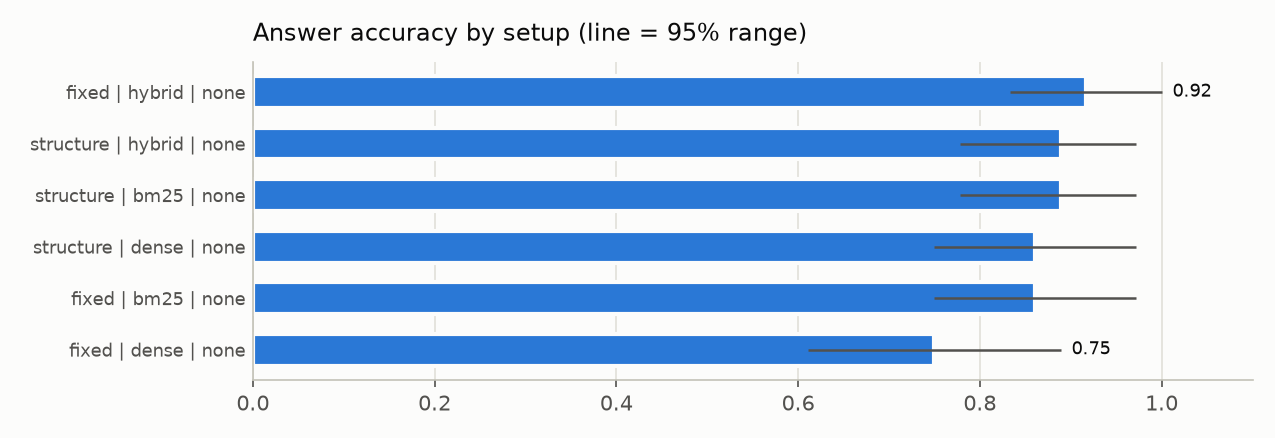 Answer accuracy by setup (line = 95% range)
fixed | hybrid | none
0.92
structure | hybrid | none
structure | bm25 | none
structure | dense | none
fixed | bm25 | none
fixed | dense | none
0.75
0.0 0.2 0.4 0.6 0.8 1.0